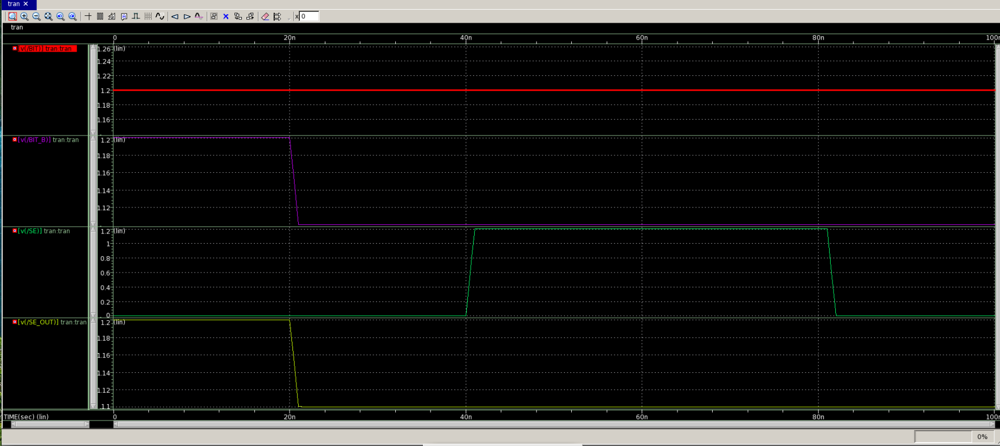 tran ✕
x 0
tran
0 20n 40n 60n 80n 100n
v(/BIT) tran:tran
1.26 (lin)
1.24
1.22
1.2
1.18
1.16
[v(/BIT_B)] tran:tran
1.2 (lin)
1.18
1.16
1.14
1.12
[v(/SE)] tran:tran
1.2 (lin)
1
0.8
0.6
0.4
0.2
0
[v(/SE_OUT)] tran:tran
1.2 (lin)
1.18
1.16
1.14
1.12
1.1
TIME(sec) (lin)
0 20n 40n 60n 80n 100n
0%